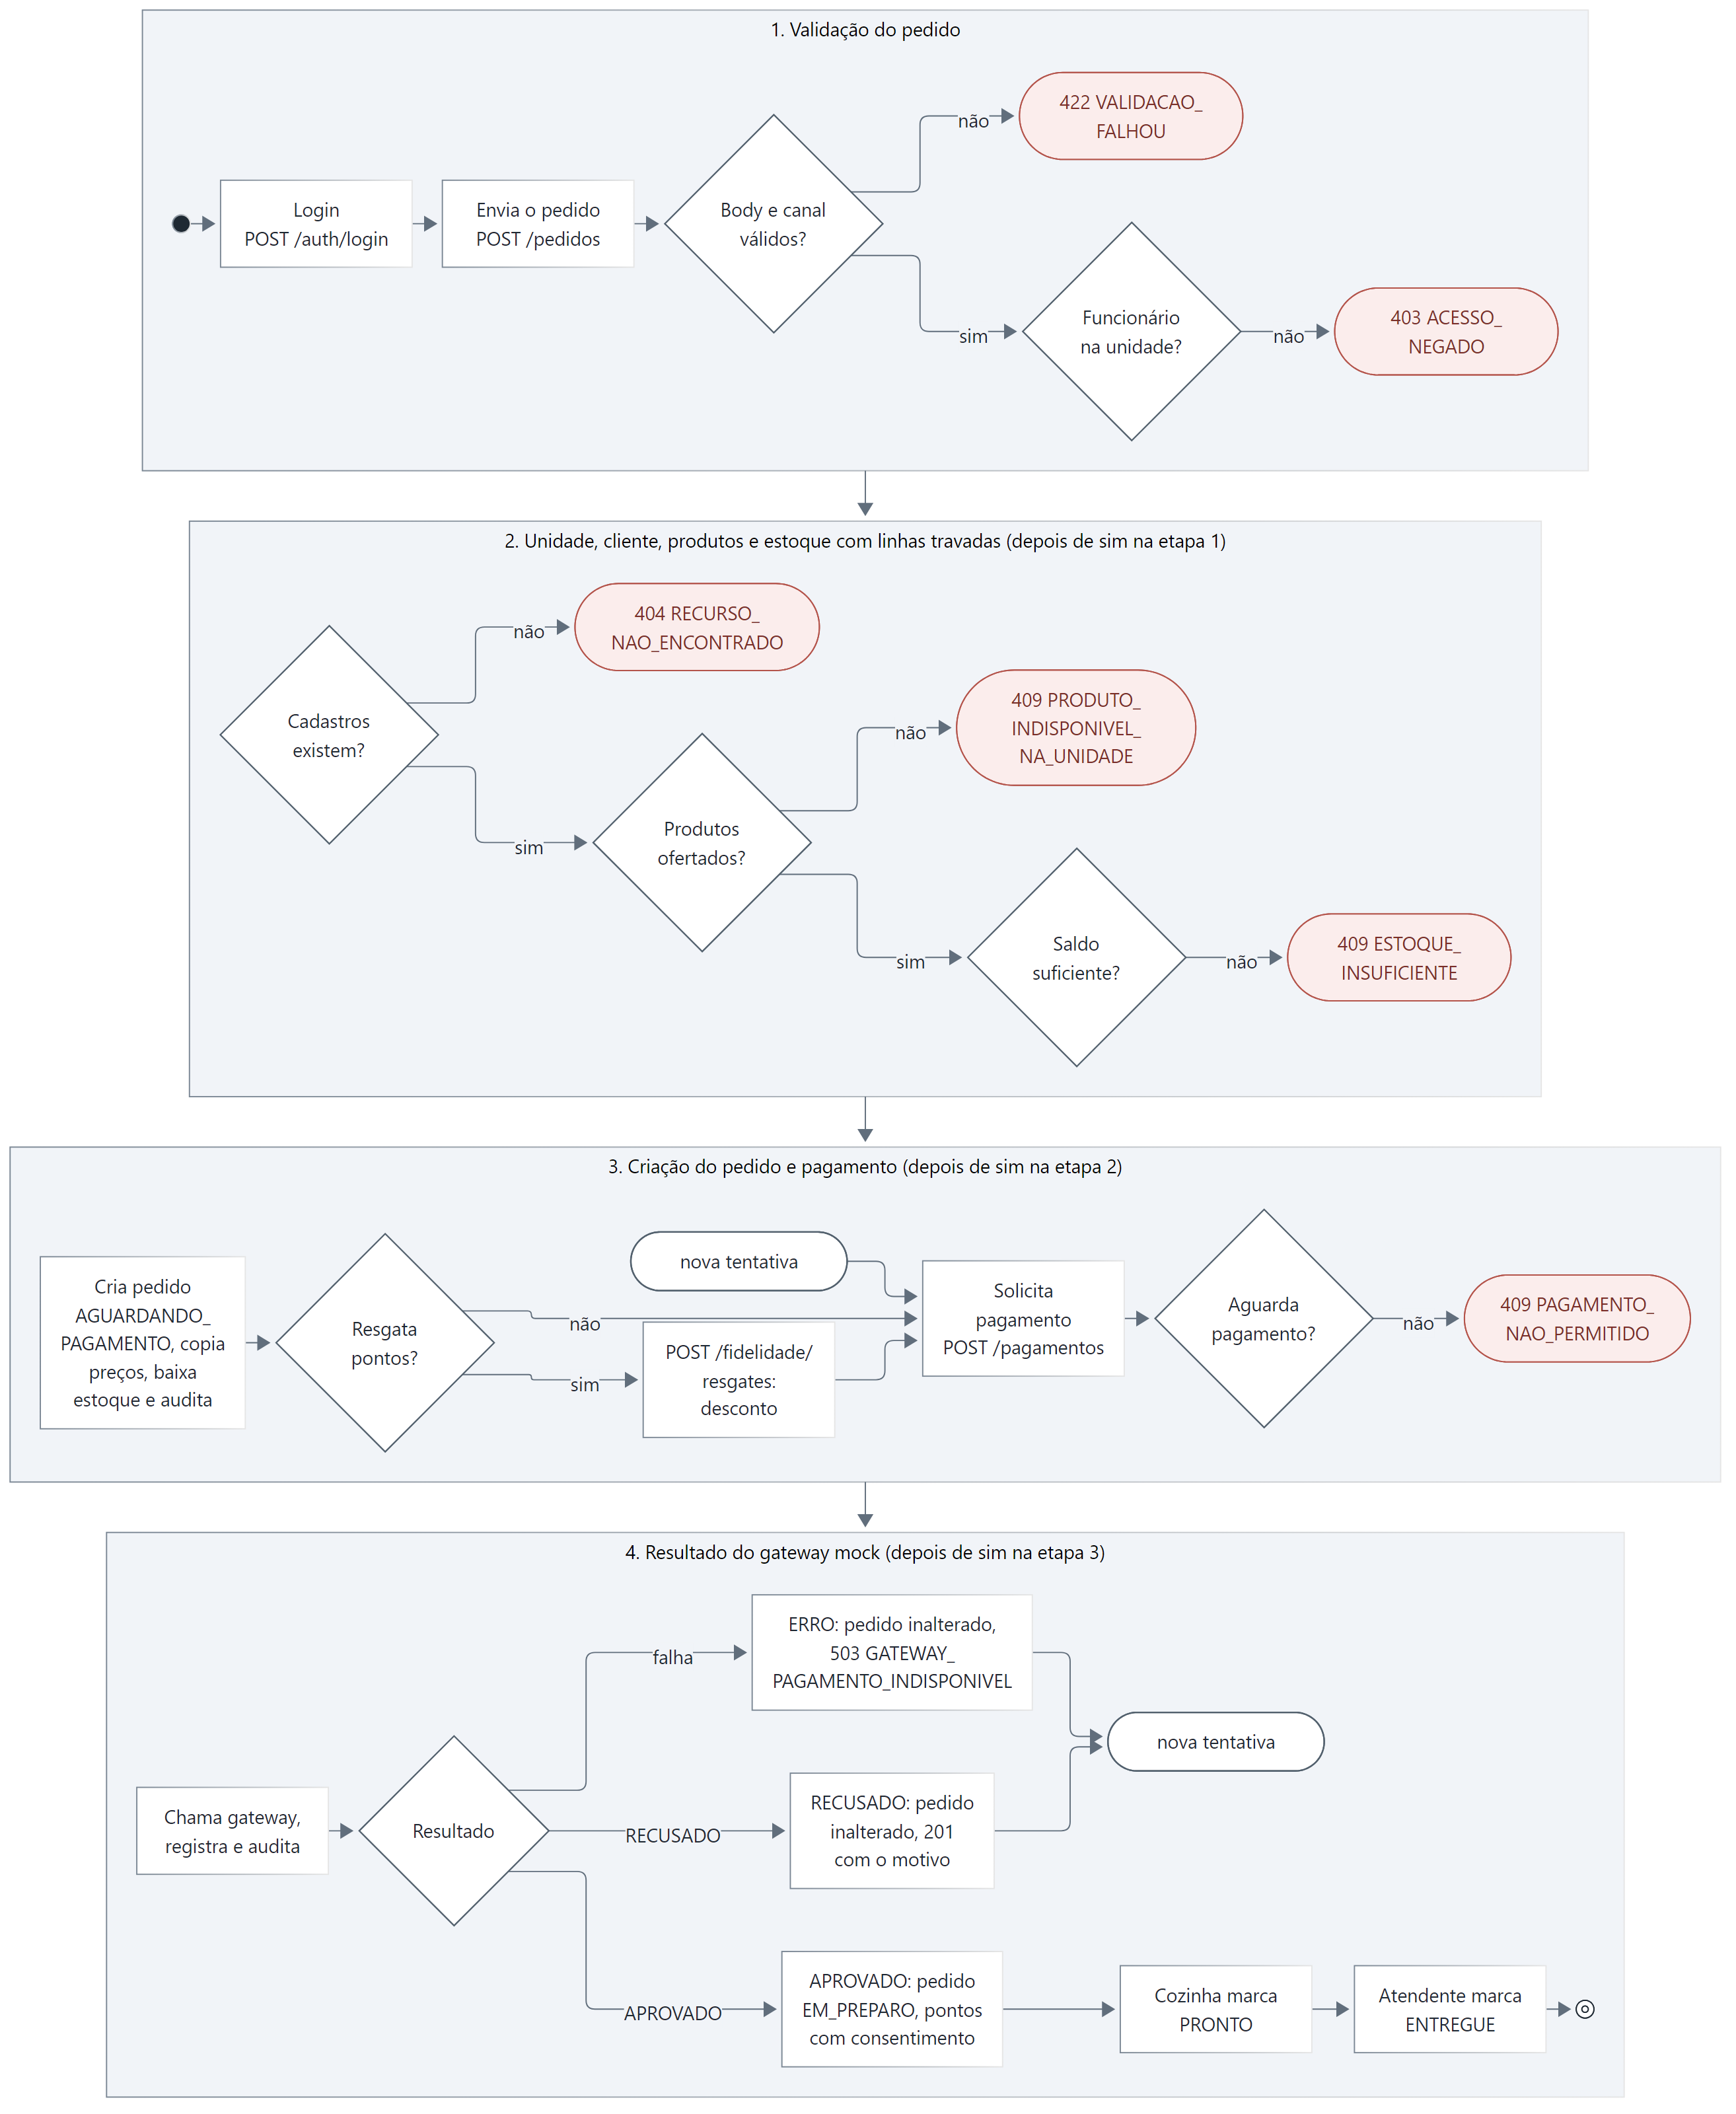 1. Validação do pedido
422 VALIDACAO_
FALHOU
não
Login
POST /auth/login
Envia o pedido
POST /pedidos
Body e canal
válidos?
sim
Funcionário
na unidade?
não
403 ACESSO_
NEGADO
2. Unidade, cliente, produtos e estoque com linhas travadas (depois de sim na etapa 1)
404 RECURSO_
NAO_ENCONTRADO
não
Cadastros
existem?
sim
409 PRODUTO_
INDISPONIVEL_
NA_UNIDADE
não
Produtos
ofertados?
sim
Saldo
suficiente?
não
409 ESTOQUE_
INSUFICIENTE
3. Criação do pedido e pagamento (depois de sim na etapa 2)
Cria pedido
AGUARDANDO_
PAGAMENTO, copia
preços, baixa
estoque e audita
Resgata
pontos?
nova tentativa
não
sim
POST /fidelidade/
resgates:
desconto
Solicita
pagamento
POST /pagamentos
Aguarda
pagamento?
não
409 PAGAMENTO_
NAO_PERMITIDO
4. Resultado do gateway mock (depois de sim na etapa 3)
ERRO: pedido inalterado,
503 GATEWAY_
PAGAMENTO_INDISPONIVEL
falha
nova tentativa
Chama gateway,
registra e audita
Resultado
RECUSADO
RECUSADO: pedido
inalterado, 201
com o motivo
APROVADO
APROVADO: pedido
EM_PREPARO, pontos
com consentimento
Cozinha marca
PRONTO
Atendente marca
ENTREGUE